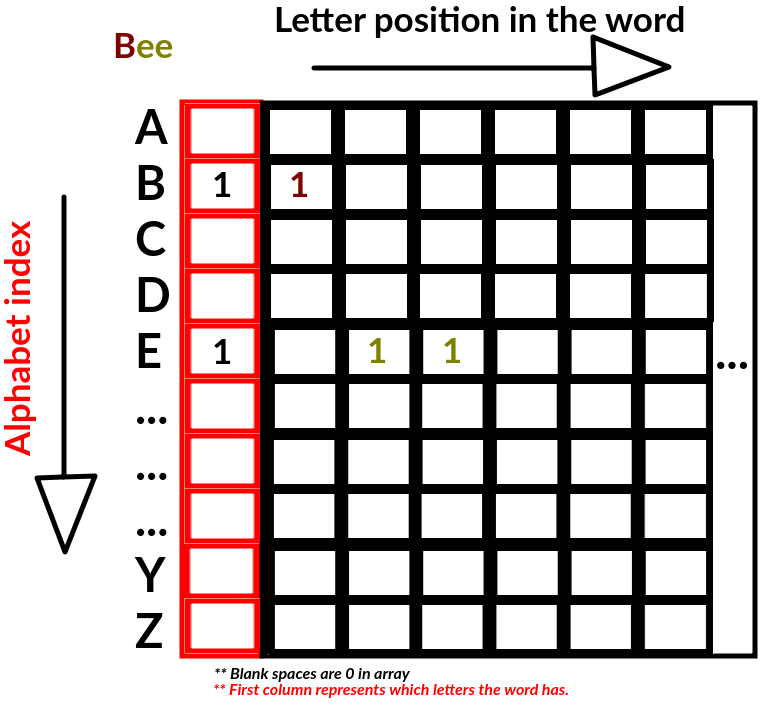 Letter position in the word
Bee
Alphabet index
A
B 1 1
C
D
E 1 1 1 ...
...
...
...
Y
Z
** Blank spaces are 0 in array
** First column represents which letters the word has.